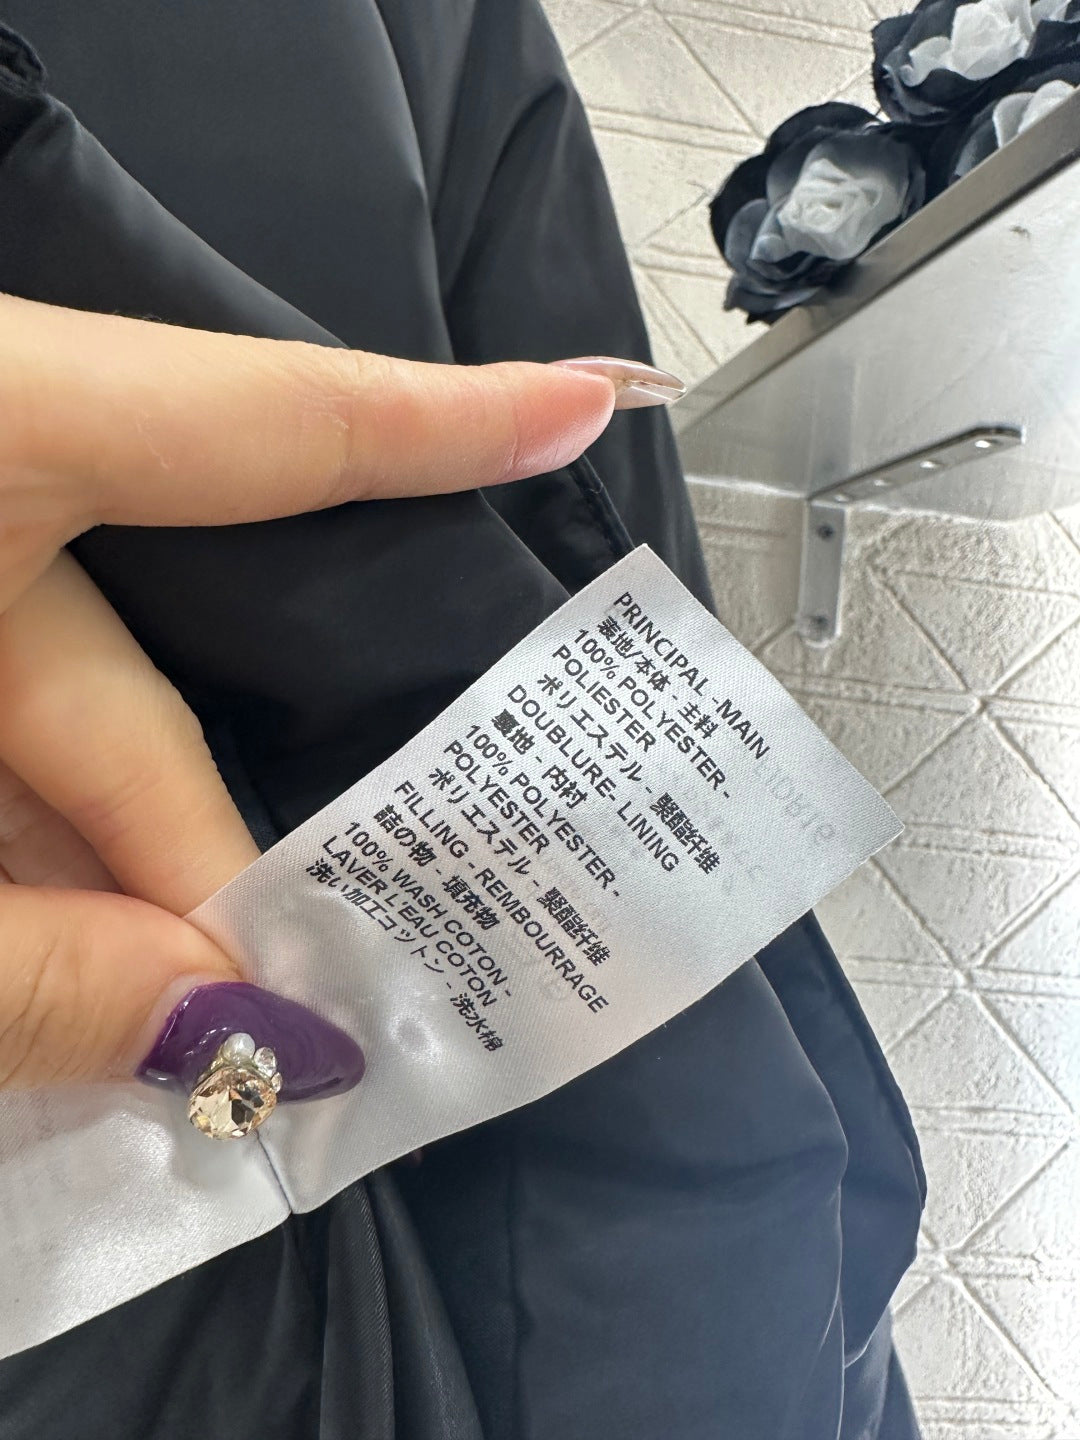 PRINCIPAL -MAIN
表地/本体 - 主料
100% POLYESTER -
POLIESTER
ポリエステル - 聚酯纤维
DOUBLURE- LINING
裏地 - 内衬
100% POLYESTER -
POLYESTER
ポリエステル - 聚酯纤维
FILLING - REMBOURRAGE
詰の物 - 填充物
100% WASH COTON -
LAVER L'EAU COTON
洗い加工コットン - 洗水棉